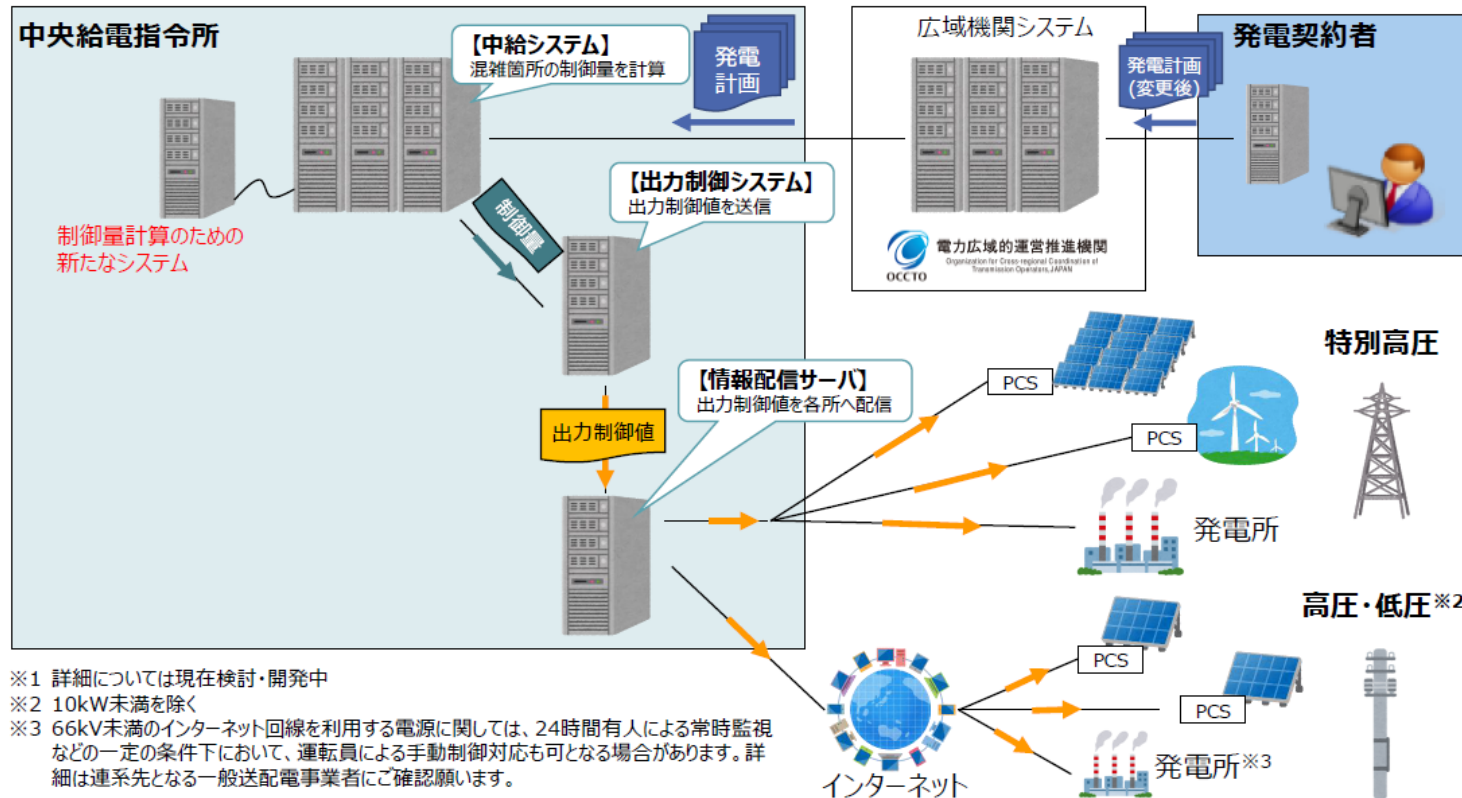 中央給電指令所
【中給システム】
混雑箇所の制御量を計算
発電
計画
広域機関システム
発電計画
(変更後)
発電契約者
制御量計算のための
新たなシステム
制御量
【出力制御システム】
出力制御値を送信
OCCTO
電力広域的運営推進機関
Organization for Cross-regional Coordination of
Transmission Operators, JAPAN
出力制御値
【情報配信サーバ】
出力制御値を各所へ配信
PCS
PCS
発電所
特別高圧
高圧・低圧※2
PCS
PCS
発電所※3
インターネット
※1 詳細については現在検討・開発中
※2 10kW未満を除く
※3 66kV未満のインターネット回線を利用する電源に関しては、24時間有人による常時監視
などの一定の条件下において、運転員による手動制御対応も可となる場合があります。詳
細は連系先となる一般送配電事業者にご確認願います。